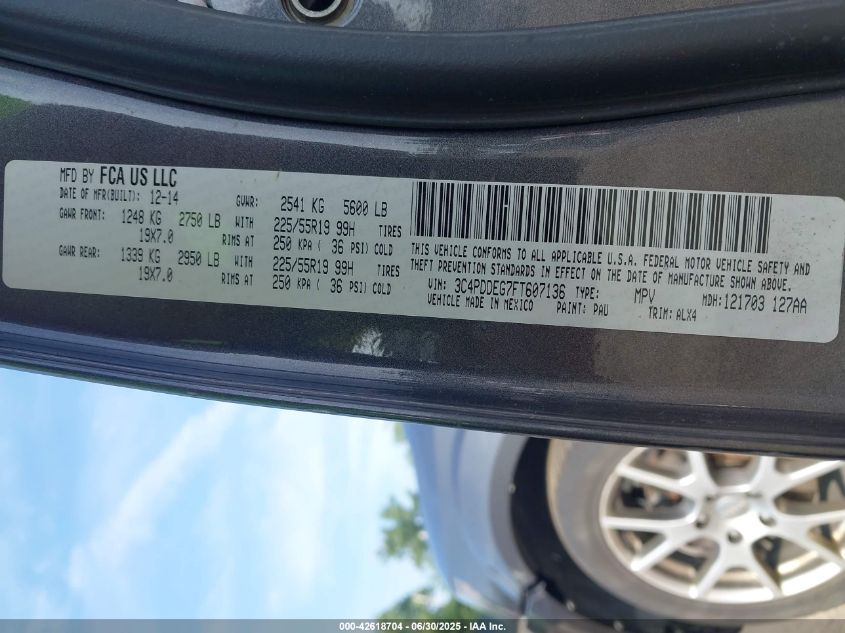 MFD BY FCA US LLC
DATE OF MFR(BUILT): 12-14 GVWR: 2541 KG 5600 LB
GAWR FRONT: 1248 KG 2750 LB WITH 225/55R19 99H TIRES
19X7.0 RIMS AT 250 KPA ( 36 PSI) COLD
GAWR REAR: 1339 KG 2950 LB WITH 225/55R19 99H TIRES
19X7.0 RIMS AT 250 KPA ( 36 PSI) COLD
THIS VEHICLE CONFORMS TO ALL APPLICABLE U.S.A. FEDERAL MOTOR VEHICLE SAFETY AND
THEFT PREVENTION STANDARDS IN EFFECT ON THE DATE OF MANUFACTURE SHOWN ABOVE.
VIN: 3C4PDDEG7FT607136 TYPE: MPV MDH:121703 127AA
VEHICLE MADE IN MEXICO PAINT: PAU TRIM: ALX4
000-42618704 - 06/30/2025 - IAA Inc.